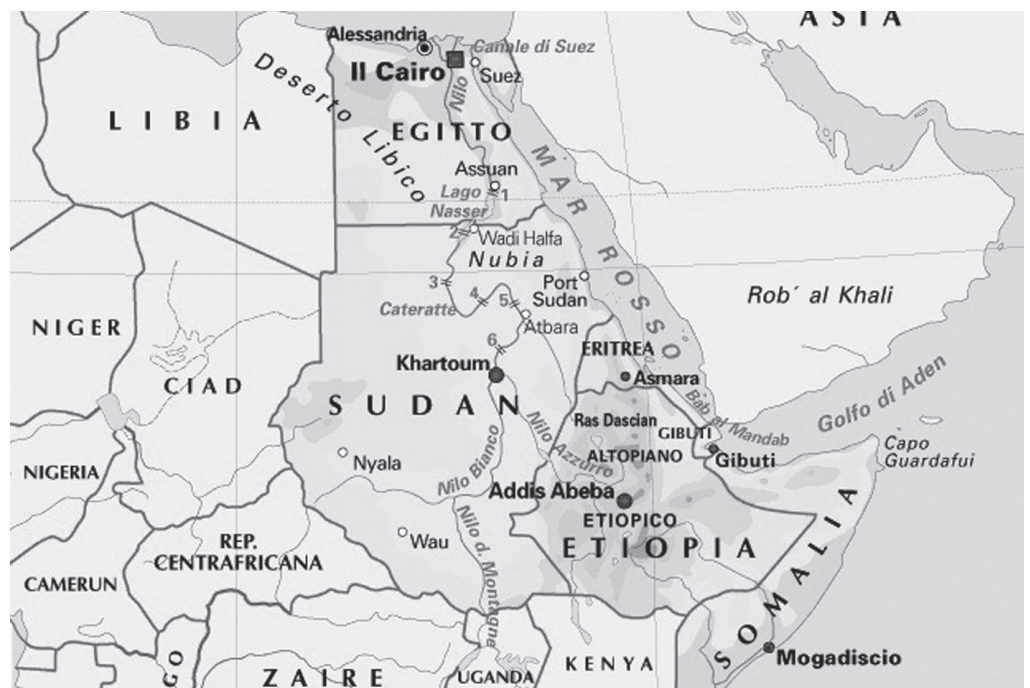 ASIA
Alessandria
Canale di Suez
Il Cairo
Suez
Nilo
Deserto Libico
LIBIA
EGITTO
MAR ROSSO
Assuan
Lago
Nasser
1
2
Wadi Halfa
Nubia
3
4
5
Port
Sudan
Cateratte
Atbara
Rob' al Khali
NIGER
6
ERITREA
Khartoum
Asmara
CIAD
SUDAN
Bab al Mandab
Golfo di Aden
Ras Dascian
GIBUTI
Nilo Azzurro
ALTOPIANO
Gibuti
Capo
Guardafui
NIGERIA
Nyala
Nilo Bianco
Addis Abeba
ETIOPICO
Nilo d. Montagne
Wau
REP.
CENTRAFRICANA
ETIOPIA
CAMERUN
SOMALIA
GO
ZAIRE
UGANDA
KENYA
Mogadiscio